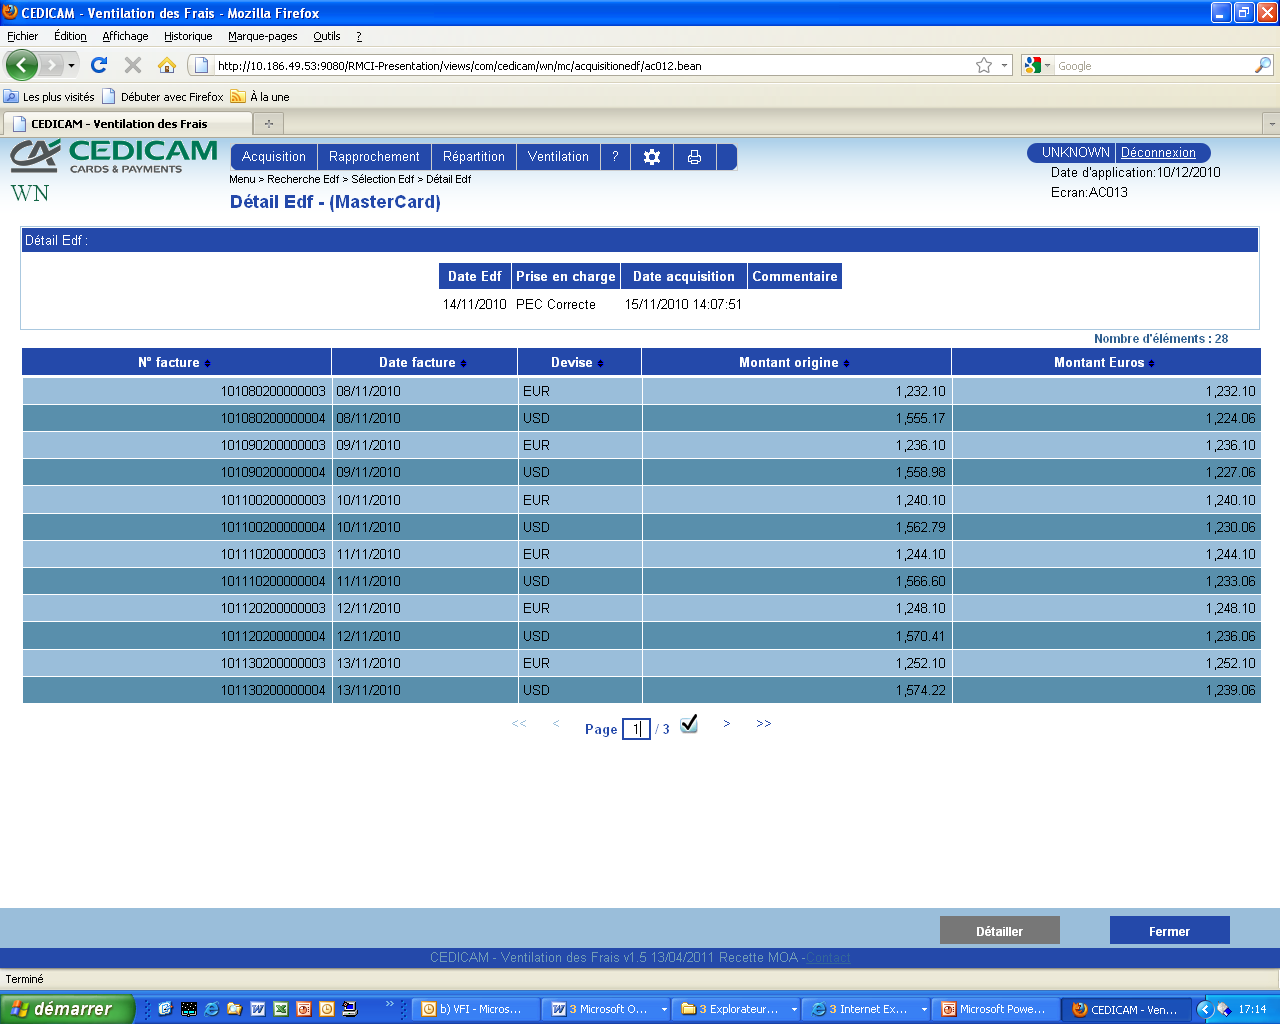 CEDICAM - Ventilation des Frais - Mozilla Firefox
Fichier Édition Affichage Historique Marque-pages Outils ?
http://10.186.49.53:9080/RMCI-Presentation/views/com/cedicam/wn/mc/acquisitionedf/ac012.bean Google
Les plus visités Débuter avec Firefox À la une
CEDICAM - Ventilation des Frais
CA CEDICAM
CARDS & PAYMENTS
WN
Acquisition Rapprochement Répartition Ventilation ?
UNKNOWN Déconnexion
Date d'application:10/12/2010
Ecran:AC013
Menu > Recherche Edf > Sélection Edf > Détail Edf
Détail Edf - (MasterCard)
Détail Edf :
Date Edf Prise en charge Date acquisition Commentaire
14/11/2010 PEC Correcte 15/11/2010 14:07:51
Nombre d'éléments : 28
N° facture Date facture Devise Montant origine Montant Euros
101080200000003 08/11/2010 EUR 1,232.10 1,232.10
101080200000004 08/11/2010 USD 1,555.17 1,224.06
101090200000003 09/11/2010 EUR 1,236.10 1,236.10
101090200000004 09/11/2010 USD 1,558.98 1,227.06
101100200000003 10/11/2010 EUR 1,240.10 1,240.10
101100200000004 10/11/2010 USD 1,562.79 1,230.06
101110200000003 11/11/2010 EUR 1,244.10 1,244.10
101110200000004 11/11/2010 USD 1,566.60 1,233.06
101120200000003 12/11/2010 EUR 1,248.10 1,248.10
101120200000004 12/11/2010 USD 1,570.41 1,236.06
101130200000003 13/11/2010 EUR 1,252.10 1,252.10
101130200000004 13/11/2010 USD 1,574.22 1,239.06
<< < Page 1 / 3 > >>
Détailler Fermer
CEDICAM - Ventilation des Frais v1.5 13/04/2011 Recette MOA -Contact
Terminé
démarrer » b) VFI - Micros... 3 Microsoft O... 3 Explorateur... 3 Internet Ex... Microsoft Powe... CEDICAM - Ven... 17:14